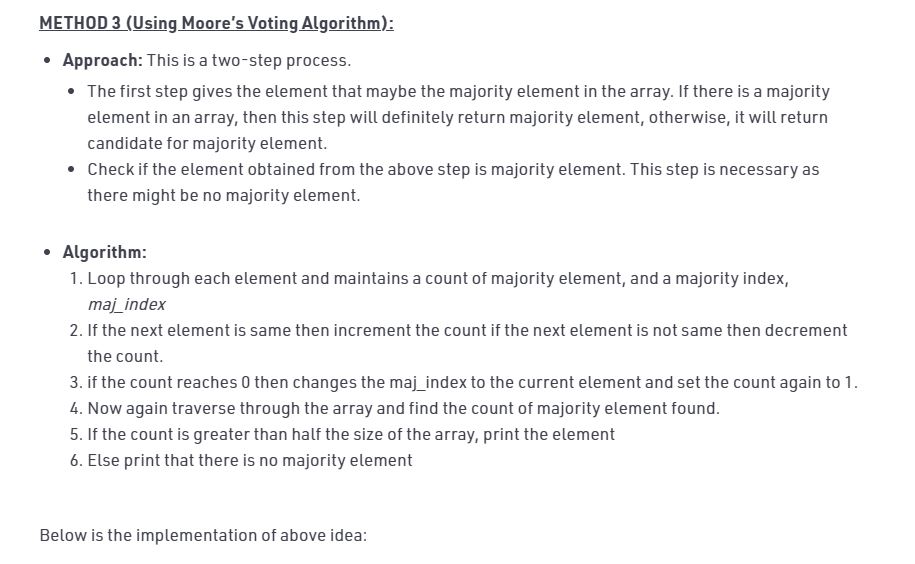 METHOD 3 (Using Moore's Voting Algorithm):
• Approach: This is a two-step process.
• The first step gives the element that maybe the majority element in the array. If there is a majority
element in an array, then this step will definitely return majority element, otherwise, it will return
candidate for majority element.
• Check if the element obtained from the above step is majority element. This step is necessary as
there might be no majority element.
• Algorithm:
1. Loop through each element and maintains a count of majority element, and a majority index,
maj_index
2. If the next element is same then increment the count if the next element is not same then decrement
the count.
3. if the count reaches 0 then changes the maj_index to the current element and set the count again to 1.
4. Now again traverse through the array and find the count of majority element found.
5. If the count is greater than half the size of the array, print the element
6. Else print that there is no majority element
Below is the implementation of above idea: